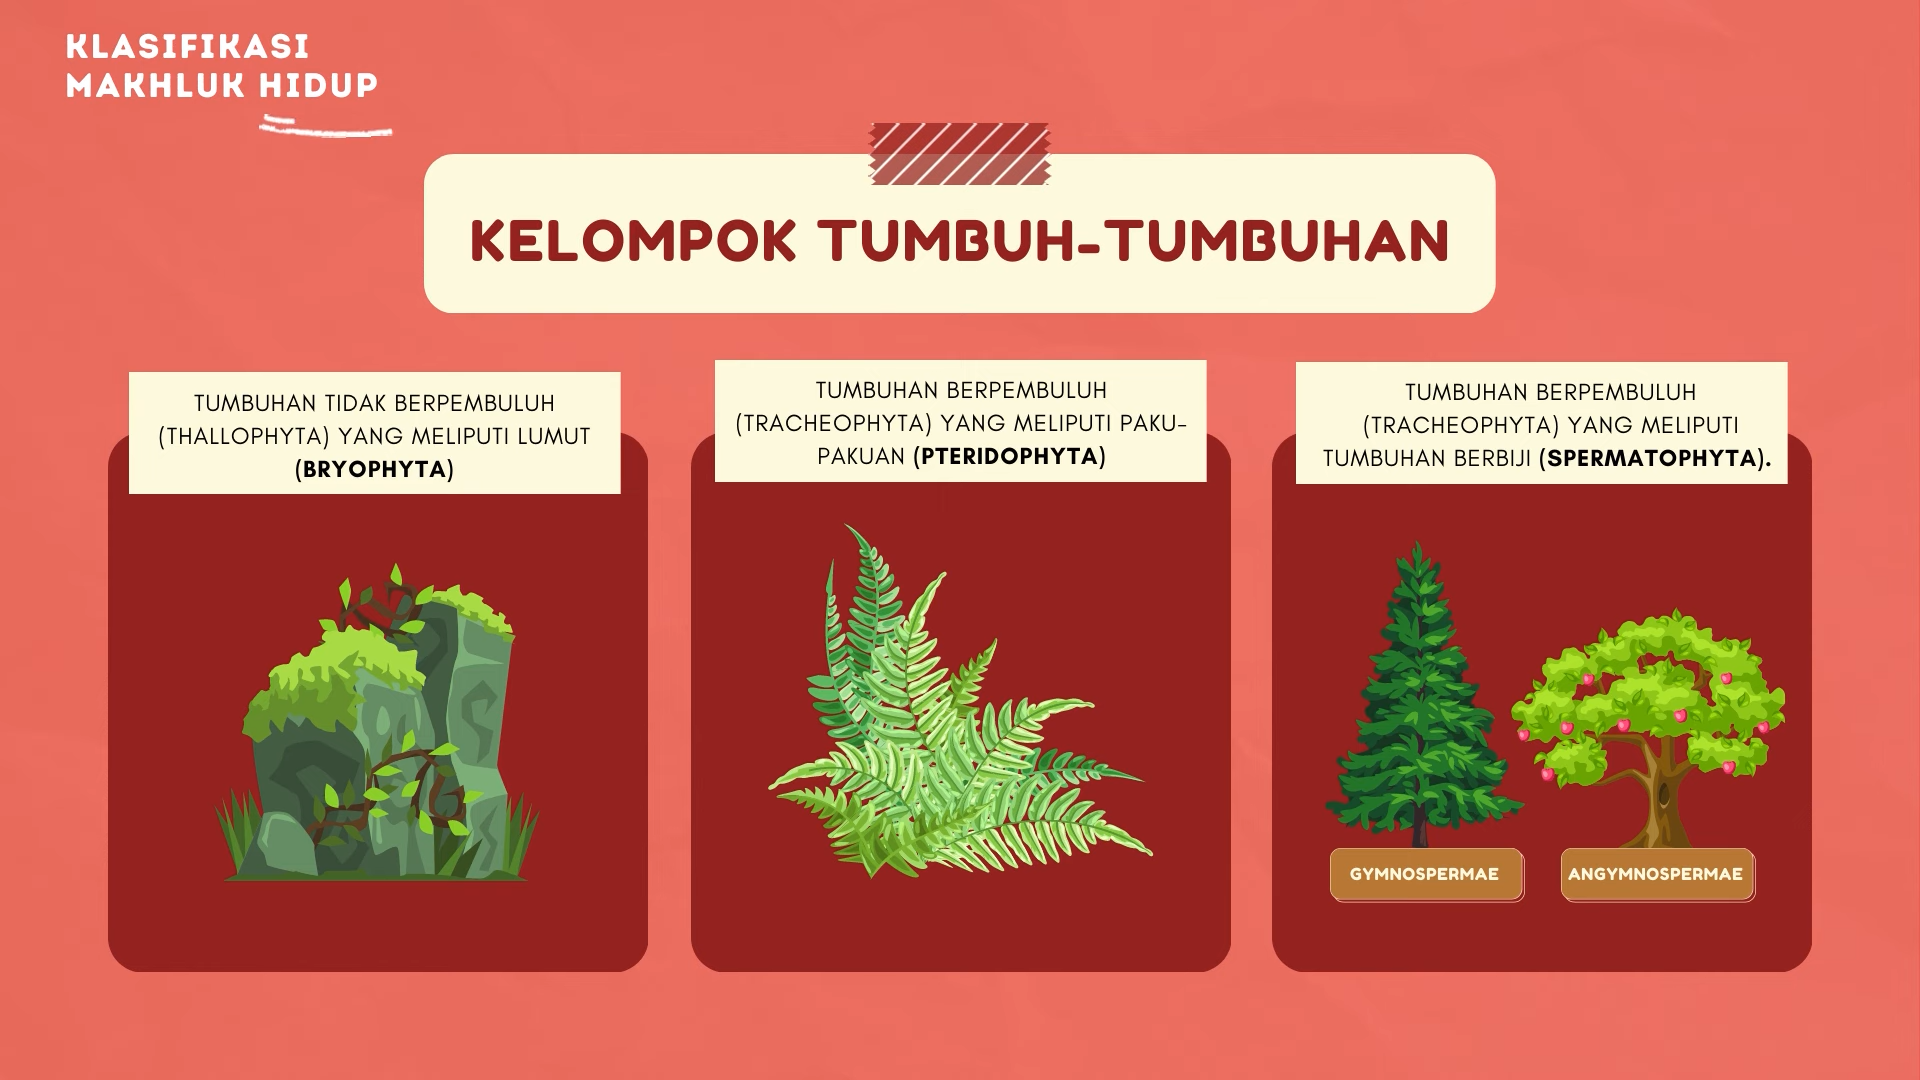 KLASIFIKASI
MAKHLUK HIDUP
KELOMPOK TUMBUH-TUMBUHAN
TUMBUHAN TIDAK BERPEMBULUH
(THALLOPHYTA) YANG MELIPUTI LUMUT
(BRYOPHYTA)
TUMBUHAN BERPEMBULUH
(TRACHEOPHYTA) YANG MELIPUTI PAKU-
PAKUAN (PTERIDOPHYTA)
TUMBUHAN BERPEMBULUH
(TRACHEOPHYTA) YANG MELIPUTI
TUMBUHAN BERBIJI (SPERMATOPHYTA).
GYMNOSPERMAE
ANGYMNOSPERMAE